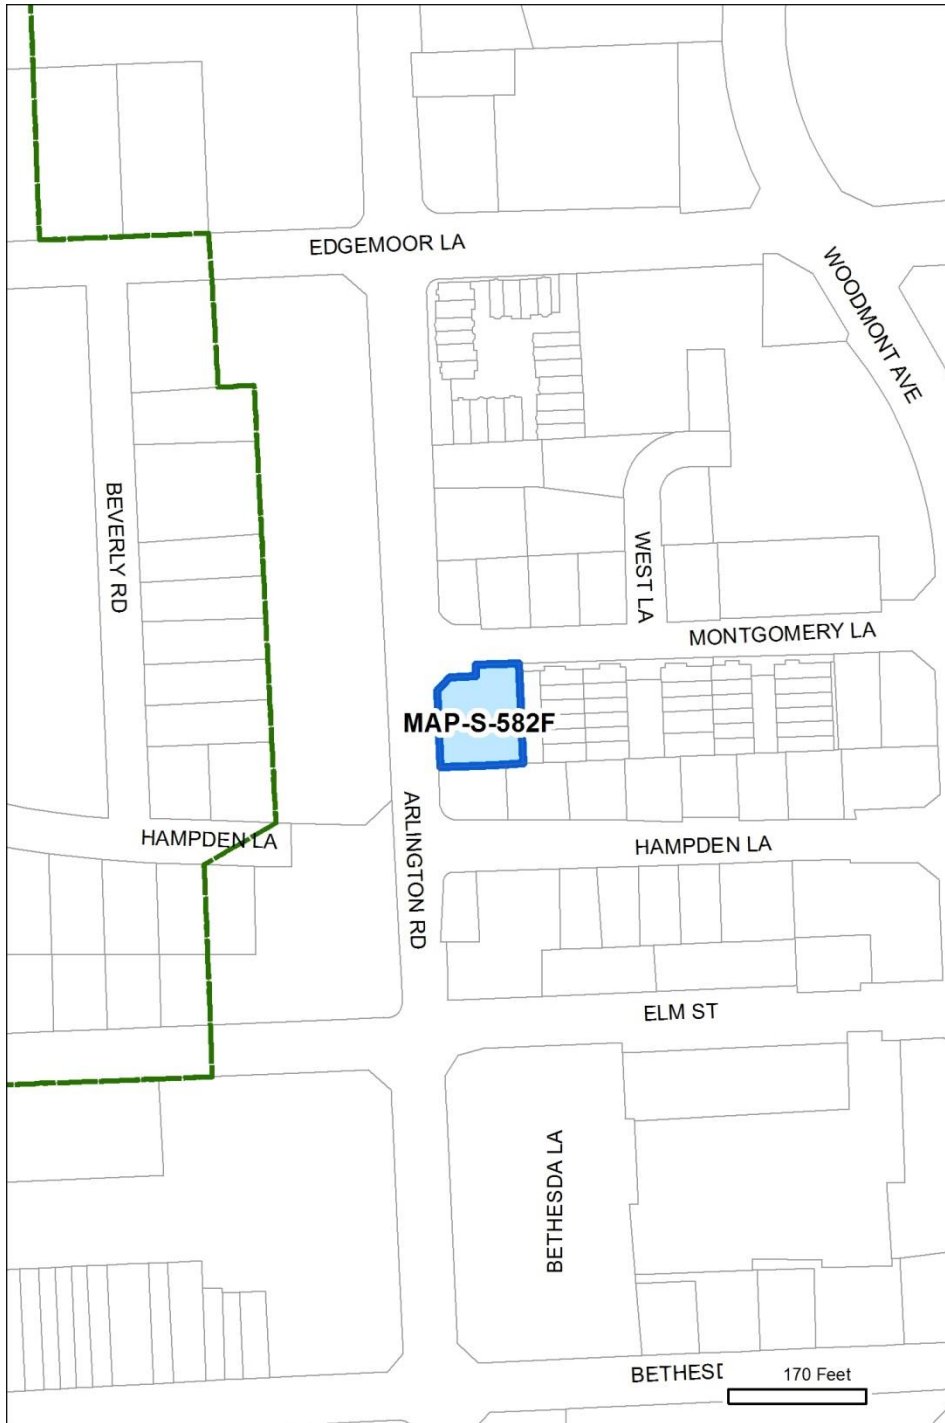 EDGEMOOR LA
WOODMONT AVE
BEVERLY RD
WEST LA
MONTGOMERY LA
MAP-S-582F
ARLINGTON RD
HAMPDEN LA
HAMPDEN LA
ELM ST
BETHESDA LA
BETHESD
170 Feet